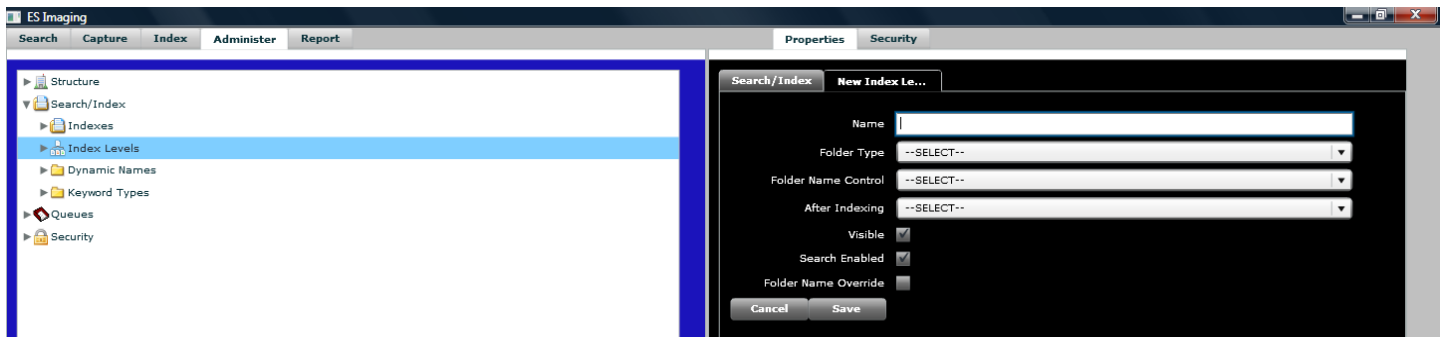 ES Imaging
Search Capture Index Administer Report
Properties Security
Structure
Search/Index
Indexes
Index Levels
Dynamic Names
Keyword Types
Queues
Security
Search/Index New Index Le...
Name
Folder Type --SELECT--
Folder Name Control --SELECT--
After Indexing --SELECT--
Visible
Search Enabled
Folder Name Override
Cancel Save